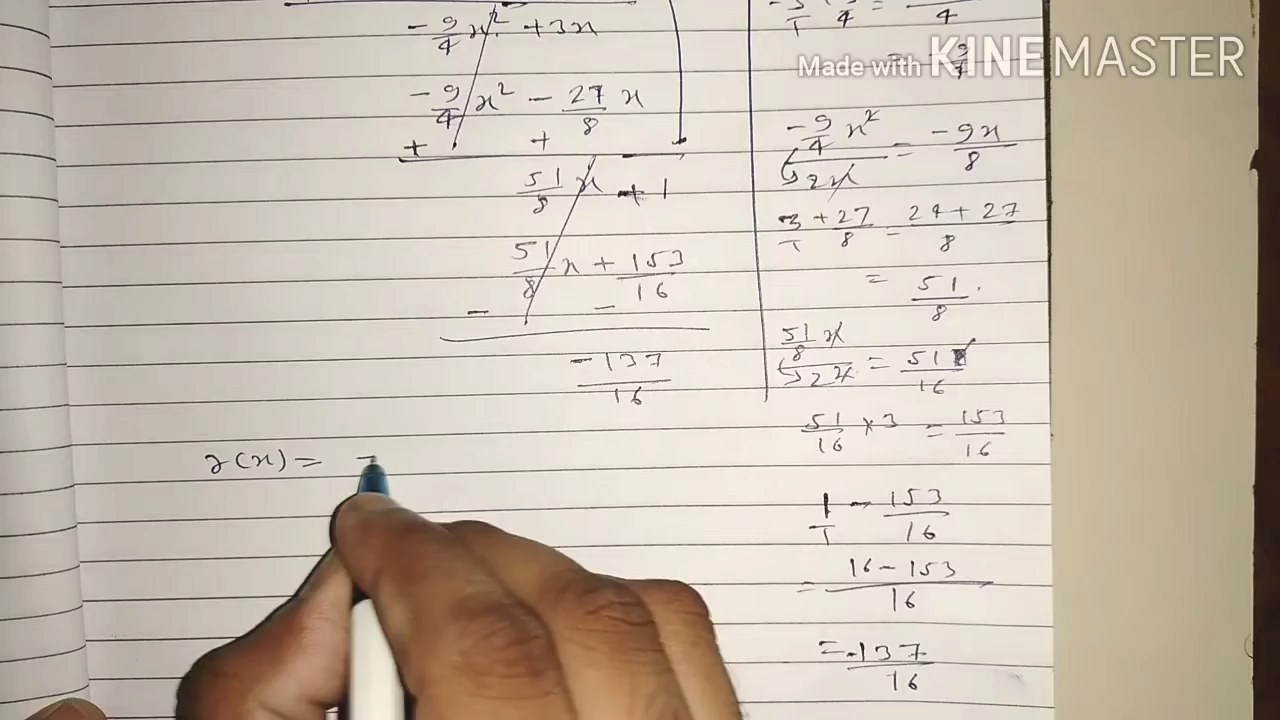 -9/4 x² + 3x
-9/4 x² - 27/8 x
+ +
51/8 x + 1
51/8 x + 153/16
- -
-137/16
r(x) =
Made with KINEMASTER
4 =
4
-9/4 x² / 2x = -9x/8
3/1 + 27/8 = 24 + 27/8
= 51/8
51/8 x / 2x = 51/16
51/16 × 3 = 153/16
1/1 - 153/16
= 16 - 153/16
= -137/16